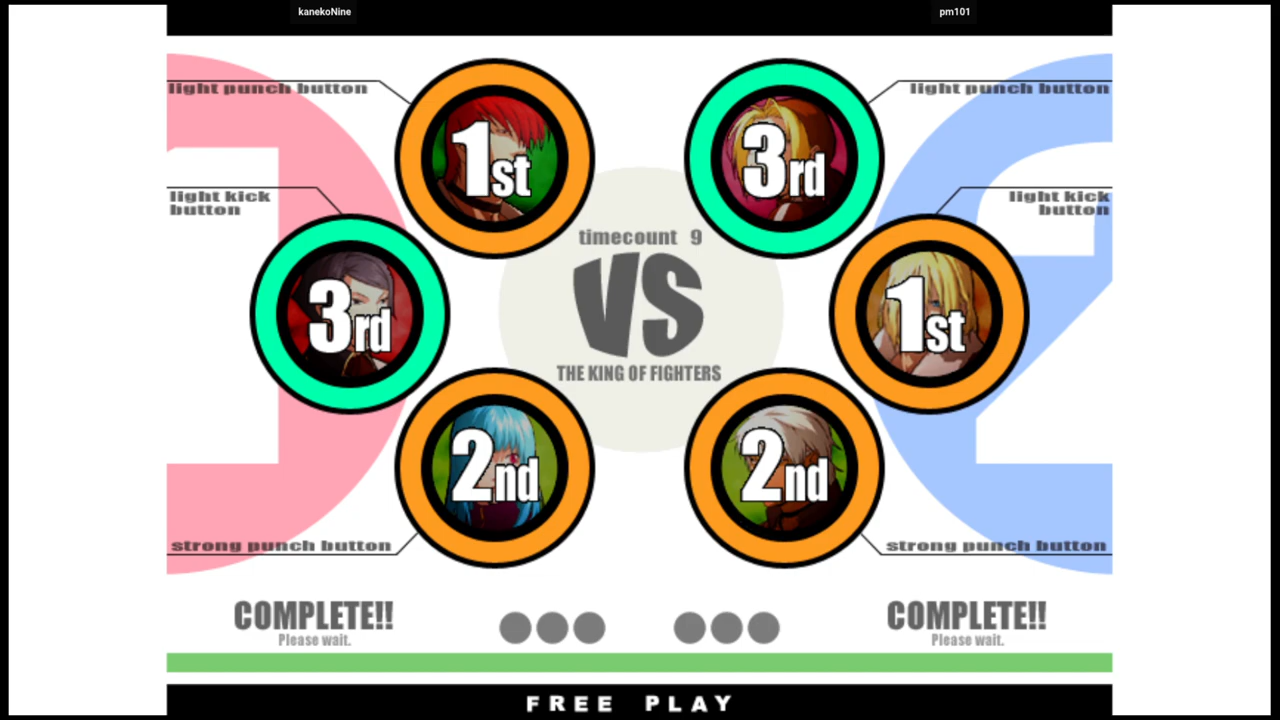 kanekoNine
pm101
light punch button
light punch button
1st
3rd
light kick
button
light kick
button
timecount 9
VS
THE KING OF FIGHTERS
3rd
1st
2nd
2nd
strong punch button
strong punch button
COMPLETE!!
Please wait.
COMPLETE!!
Please wait.
FREE PLAY